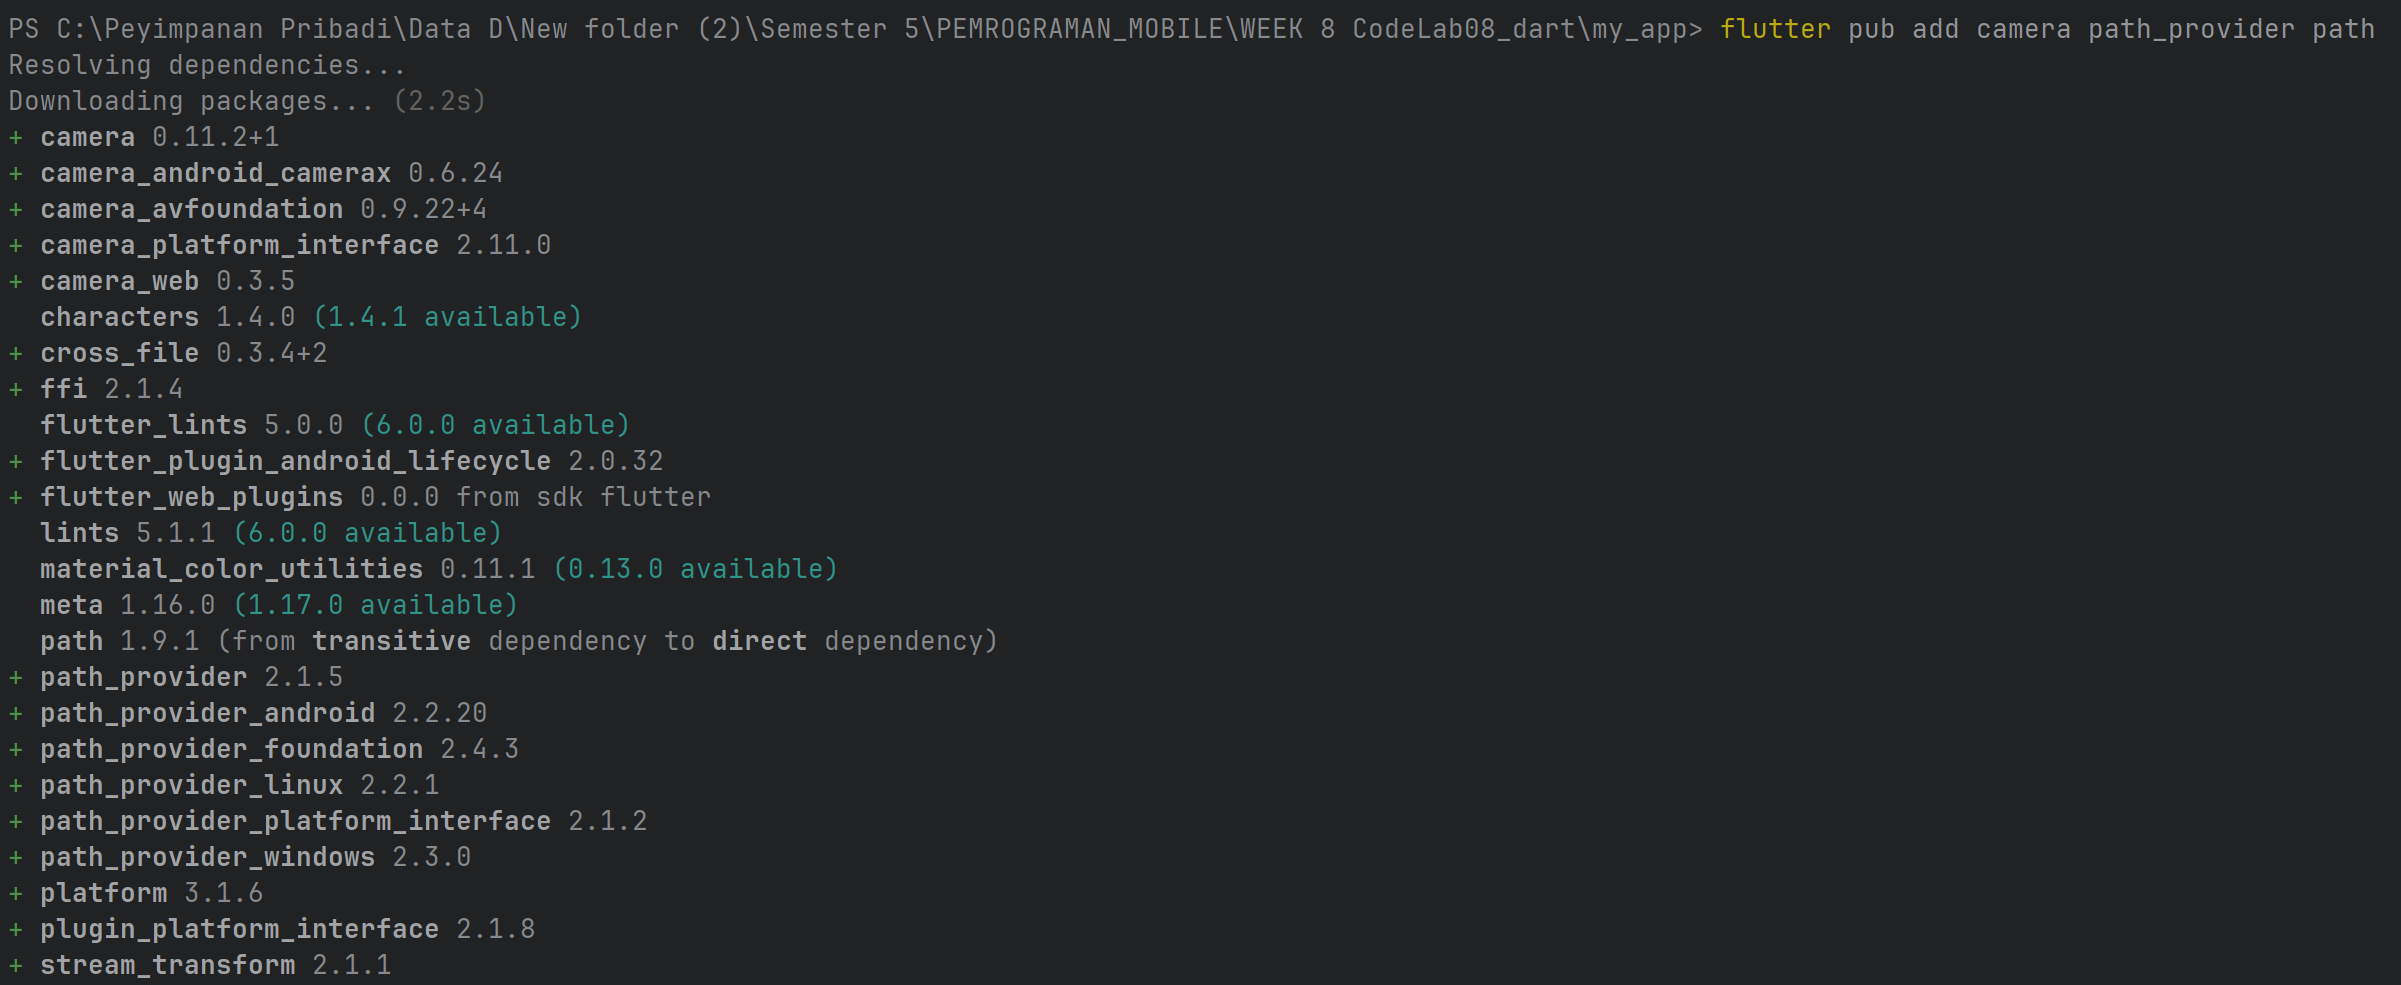 PS C:\Peyimpanan Pribadi\Data D\New folder (2)\Semester 5\PEMROGRAMAN_MOBILE\WEEK 8 CodeLab08_dart\my_app> flutter pub add camera path_provider path
Resolving dependencies...
Downloading packages... (2.2s)
+ camera 0.11.2+1
+ camera_android_camerax 0.6.24
+ camera_avfoundation 0.9.22+4
+ camera_platform_interface 2.11.0
+ camera_web 0.3.5
  characters 1.4.0 (1.4.1 available)
+ cross_file 0.3.4+2
+ ffi 2.1.4
  flutter_lints 5.0.0 (6.0.0 available)
+ flutter_plugin_android_lifecycle 2.0.32
+ flutter_web_plugins 0.0.0 from sdk flutter
  lints 5.1.1 (6.0.0 available)
  material_color_utilities 0.11.1 (0.13.0 available)
  meta 1.16.0 (1.17.0 available)
  path 1.9.1 (from transitive dependency to direct dependency)
+ path_provider 2.1.5
+ path_provider_android 2.2.20
+ path_provider_foundation 2.4.3
+ path_provider_linux 2.2.1
+ path_provider_platform_interface 2.1.2
+ path_provider_windows 2.3.0
+ platform 3.1.6
+ plugin_platform_interface 2.1.8
+ stream_transform 2.1.1